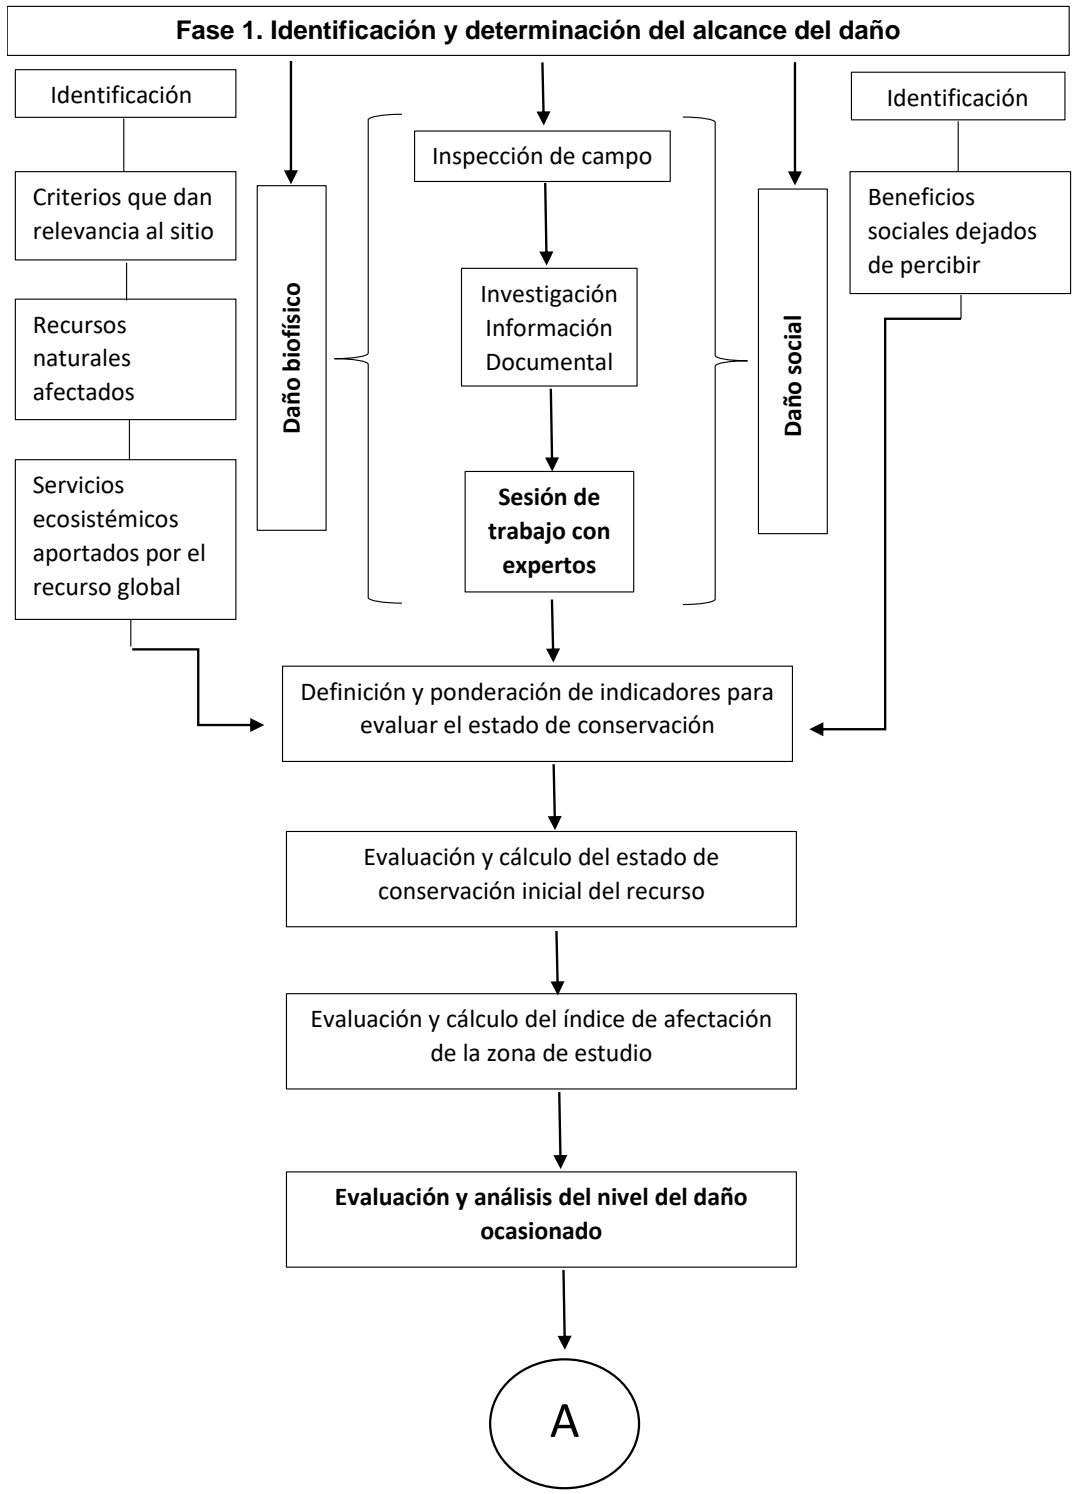 Fase 1. Identificación y determinación del alcance del daño
Identificación
Criterios que dan
relevancia al sitio
Recursos
naturales
afectados
Servicios
ecosistémicos
aportados por el
recurso global
Daño biofísico
Inspección de campo
Investigación
Información
Documental
Sesión de
trabajo con
expertos
Daño social
Identificación
Beneficios
sociales dejados
de percibir
Definición y ponderación de indicadores para
evaluar el estado de conservación
Evaluación y cálculo del estado de
conservación inicial del recurso
Evaluación y cálculo del índice de afectación
de la zona de estudio
Evaluación y análisis del nivel del daño
ocasionado
A